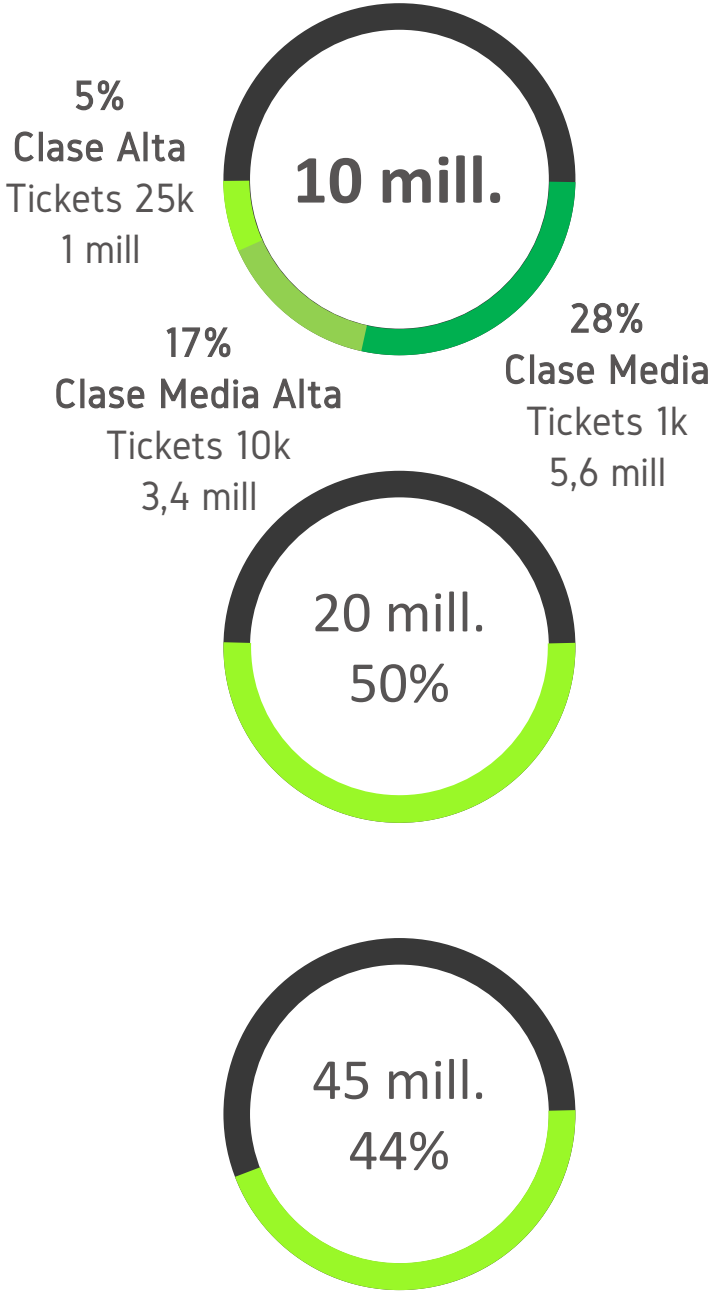 5%
Clase Alta
Tickets 25k
1 mill
10 mill.
17%
Clase Media Alta
Tickets 10k
3,4 mill
28%
Clase Media
Tickets 1k
5,6 mill
20 mill.
50%
45 mill.
44%